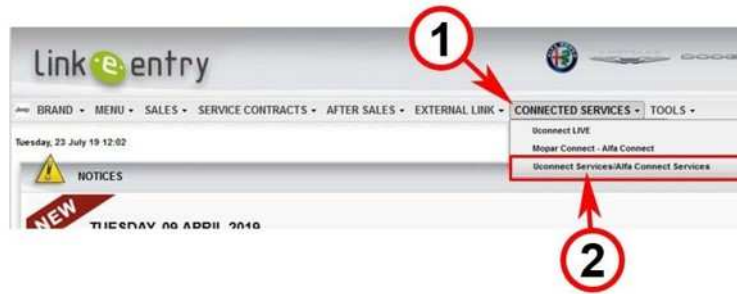 1
link e entry
DODG
BRAND MENU SALES SERVICE CONTRACTS AFTER SALES EXTERNAL LINK CONNECTED SERVICES TOOLS
Tuesday, 23 July 19 12:02
Uconnect LIVE
Mopar Connect - Alfa Connect
Uconnect Services/Alfa Connect Services
NOTICES
NEW
TUESDAY, 09 APRIL 2019
2